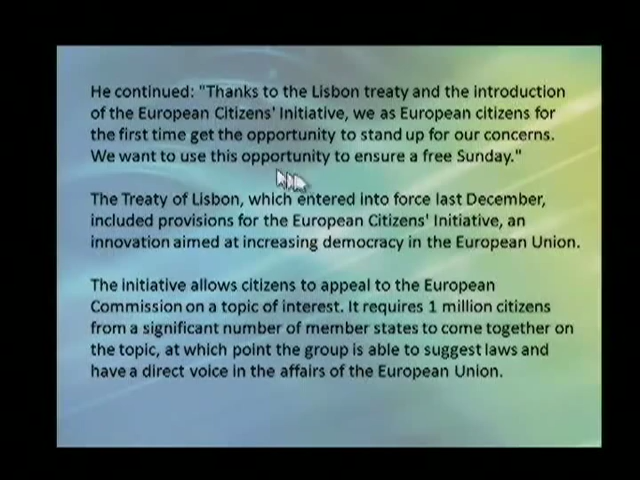 He continued: "Thanks to the Lisbon treaty and the introduction
of the European Citizens' Initiative, we as European citizens for
the first time get the opportunity to stand up for our concerns.
We want to use this opportunity to ensure a free Sunday."
The Treaty of Lisbon, which entered into force last December,
included provisions for the European Citizens' Initiative, an
innovation aimed at increasing democracy in the European Union.
The initiative allows citizens to appeal to the European
Commission on a topic of interest. It requires 1 million citizens
from a significant number of member states to come together on
the topic, at which point the group is able to suggest laws and
have a direct voice in the affairs of the European Union.